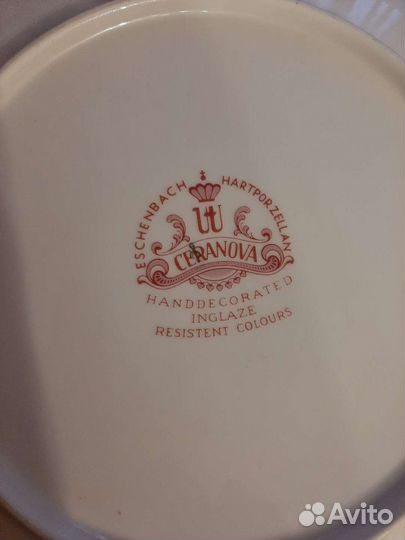 ESCHENBACH HARTPORZELLAN
CERANOVA
HANDDECORATED
INGLAZE
RESISTENT COLOURS
Avito